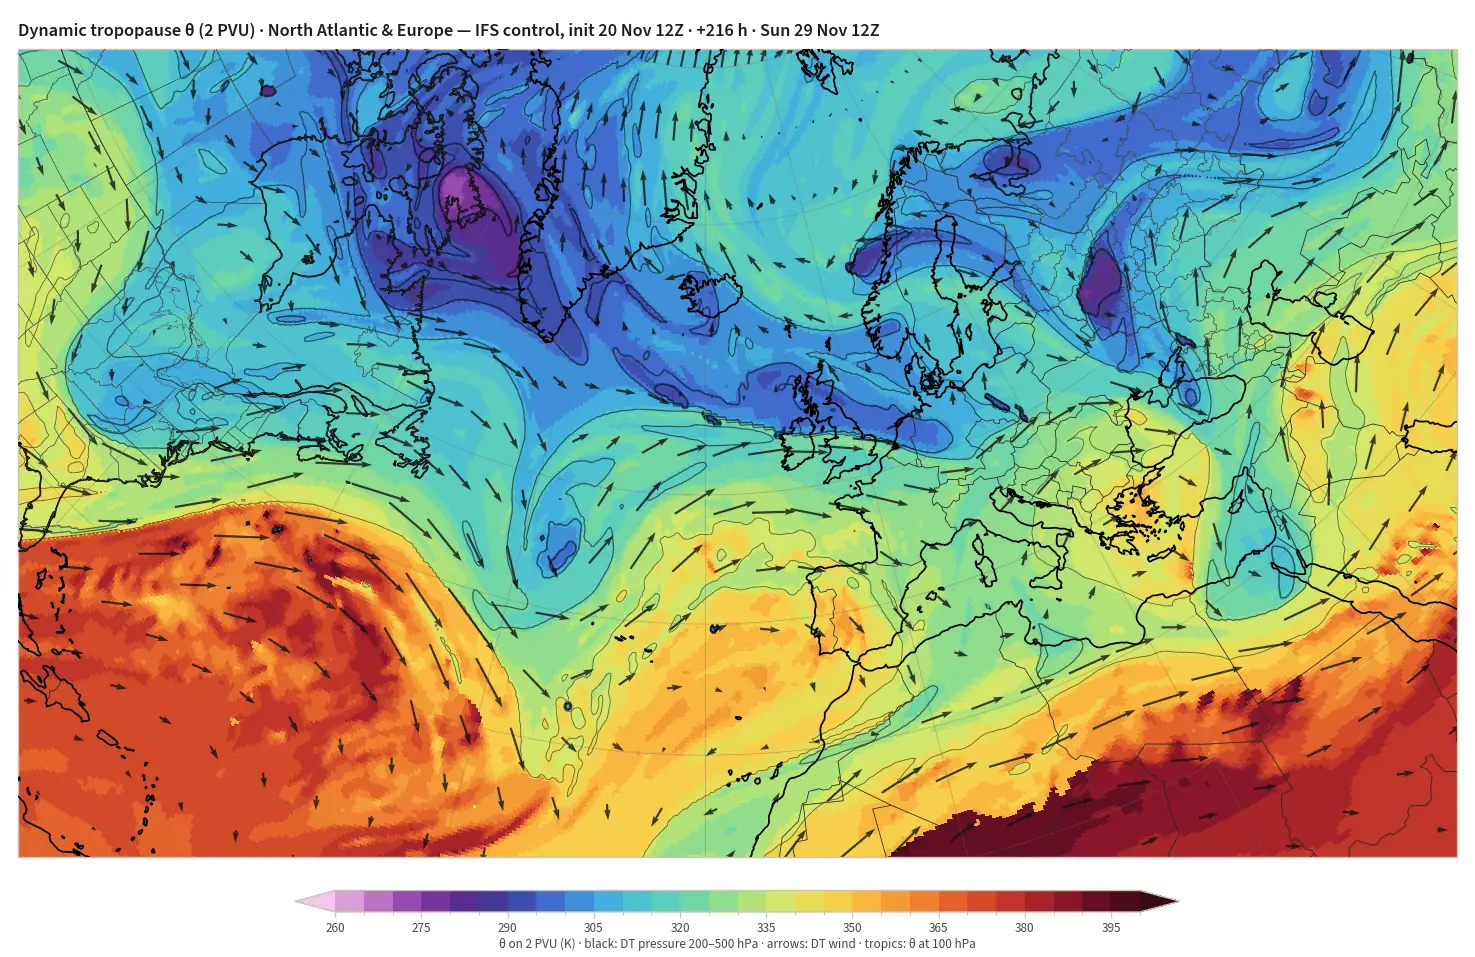 Dynamic tropopause θ (2 PVU) · North Atlantic & Europe — IFS control, init 20 Nov 12Z · +216 h · Sun 29 Nov 12Z
260 275 290 305 320 335 350 365 380 395
θ on 2 PVU (K) · black: DT pressure 200–500 hPa · arrows: DT wind · tropics: θ at 100 hPa